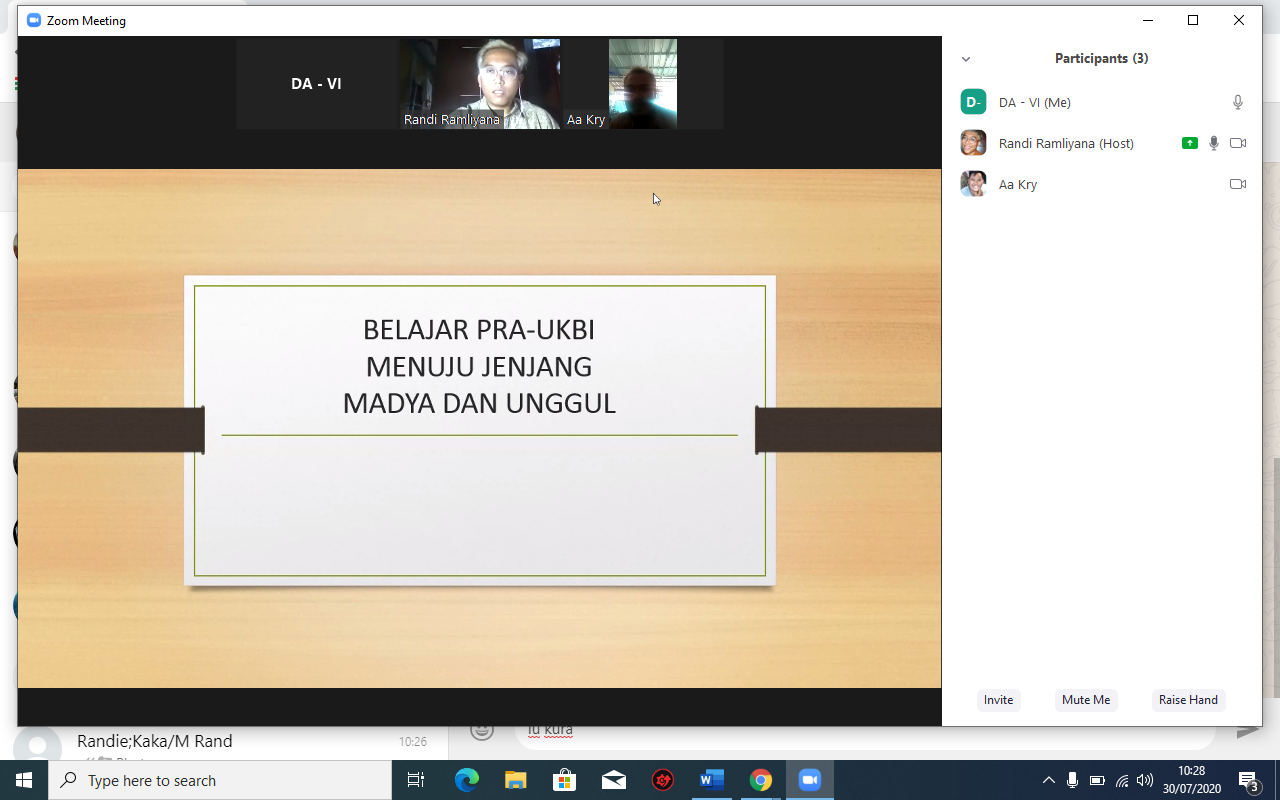 Zoom Meeting
DA - VI
Randi Ramliyana
Aa Kry
BELAJAR PRA-UKBI
MENUJU JENJANG
MADYA DAN UNGGUL
Participants (3)
D-
DA - VI (Me)
Randi Ramliyana (Host)
Aa Kry
Invite
Mute Me
Raise Hand
Randie;Kaka/M Rand
10:26
Type here to search
10:28
30/07/2020
3